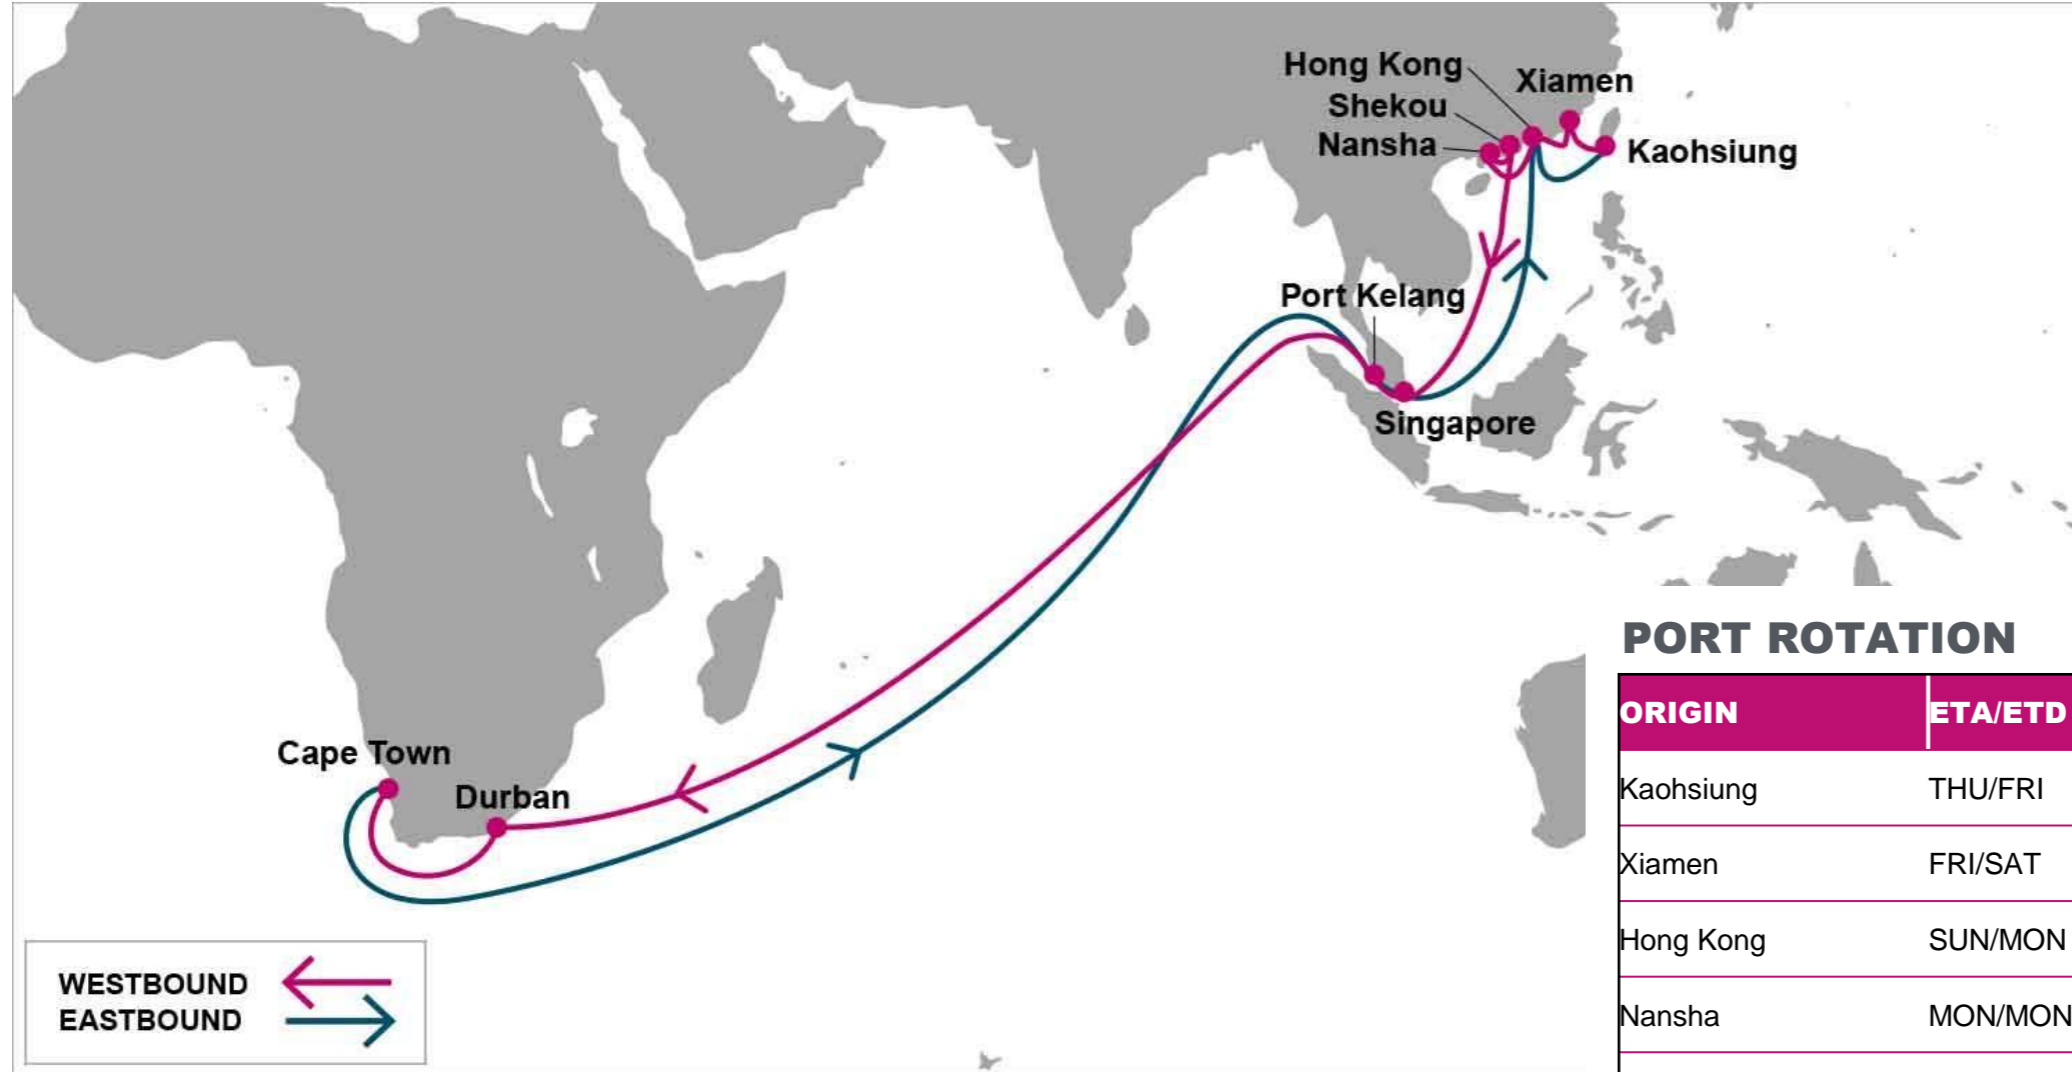 Hong Kong
Xiamen
Shekou
Nansha
Kaohsiung
Port Kelang
Singapore
Cape Town
Durban
WESTBOUND
EASTBOUND
PORT ROTATION
ORIGIN ETA/ETD
Kaohsiung THU/FRI
Xiamen FRI/SAT
Hong Kong SUN/MON
Nansha MON/MON